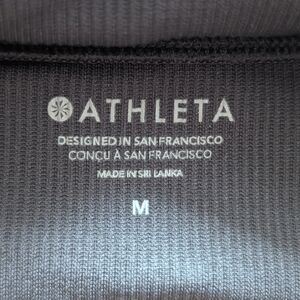 ATHLETA
DESIGNED IN SAN FRANCISCO
CONÇU À SAN FRANCISCO
MADE IN SRI LANKA
M